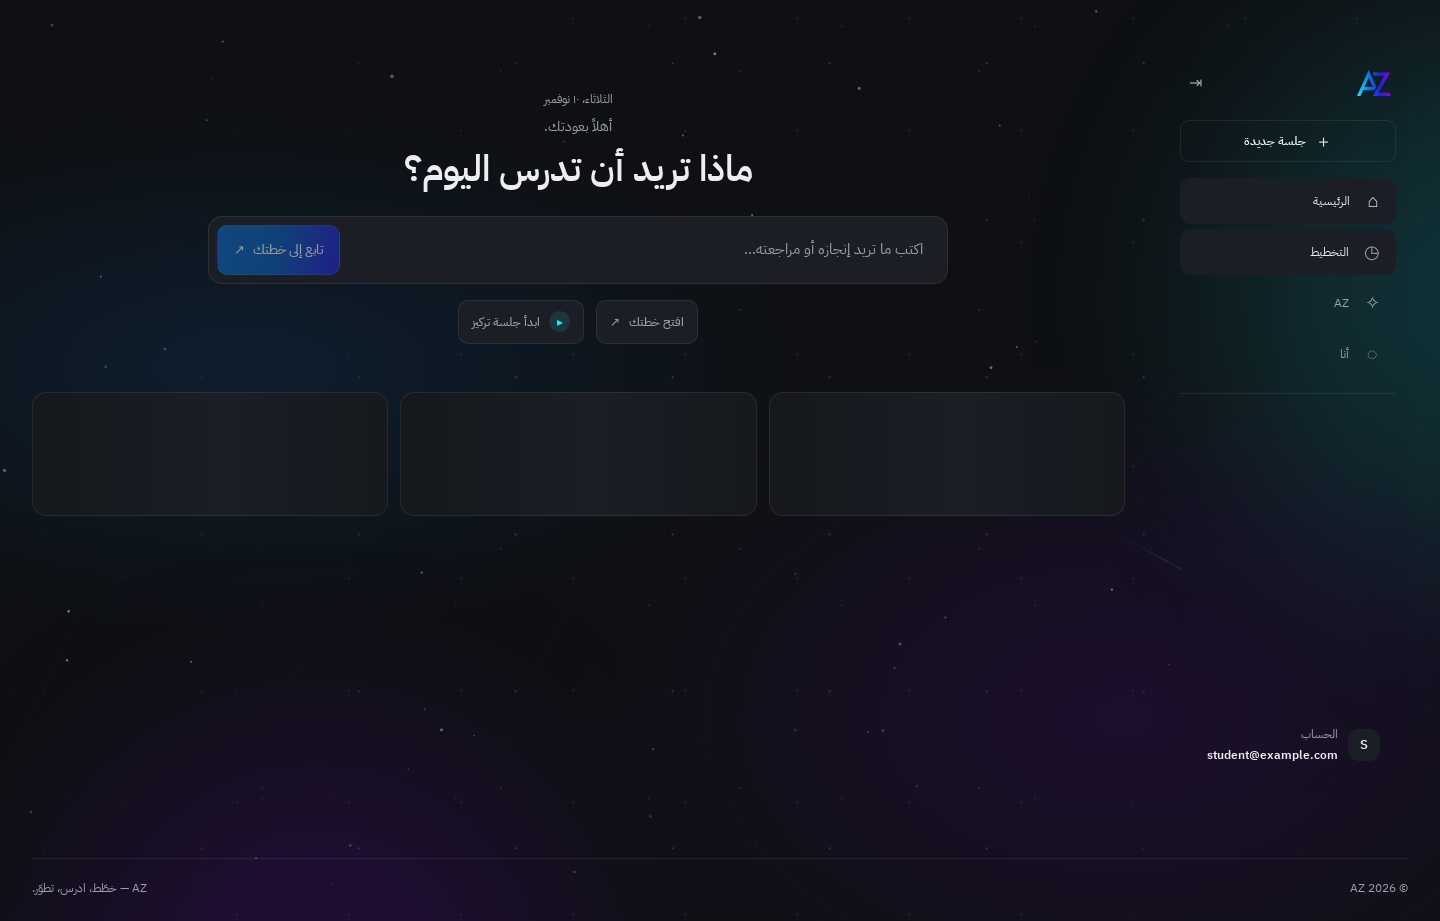 AZ
⇥
+ جلسة جديدة
الرئيسية
التخطيط
AZ
أنا
الثلاثاء، ١٠ نوفمبر
أهلاً بعودتك.
ماذا تريد أن تدرس اليوم؟
اكتب ما تريد إنجازه أو مراجعته...
تابع إلى خطتك ↗
افتح خطتك ↗
ابدأ جلسة تركيز
S
الحساب
student@example.com
© 2026 AZ
AZ — خطّط، ادرس، تطوّر.